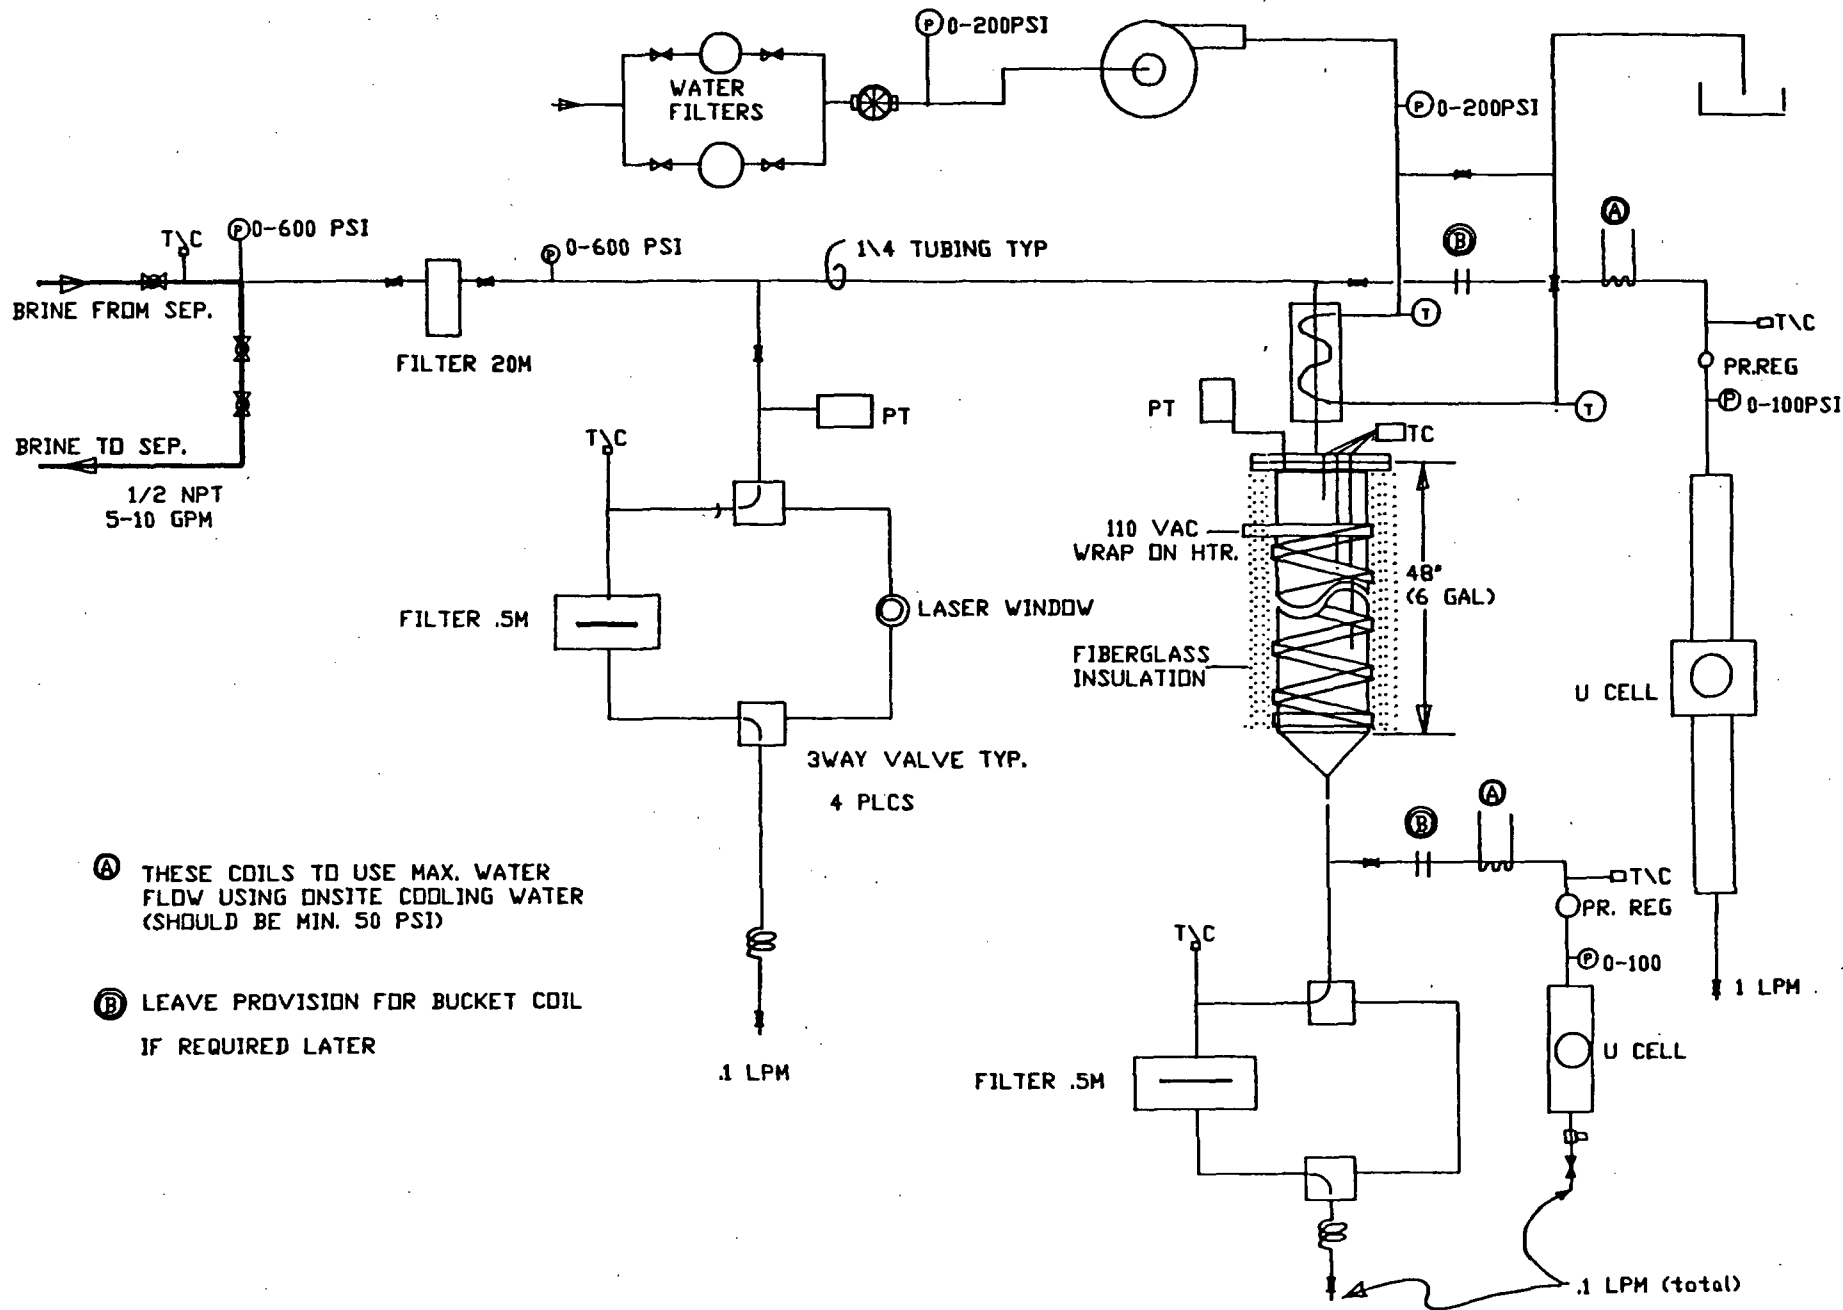 P 0-200PSI
WATER
FILTERS
P 0-200PSI
A
T\C
P 0-600 PSI
B
P 0-600 PSI
1\4 TUBING TYP
BRINE FROM SEP.
T
T\C
FILTER 20M
PR.REG
PT
PT
T
P 0-100PSI
BRINE TO SEP.
T\C
TC
1/2 NPT
5-10 GPM
110 VAC
WRAP ON HTR.
48"
(6 GAL)
FILTER .5M
LASER WINDOW
FIBERGLASS
INSULATION
U CELL
3WAY VALVE TYP.
4 PLCS
A
B
A THESE COILS TO USE MAX. WATER
FLOW USING ONSITE COOLING WATER
(SHOULD BE MIN. 50 PSI)
T\C
PR. REG
T\C
P 0-100
B LEAVE PROVISION FOR BUCKET COIL
IF REQUIRED LATER
1 LPM
U CELL
.1 LPM
FILTER .5M
.1 LPM (total)